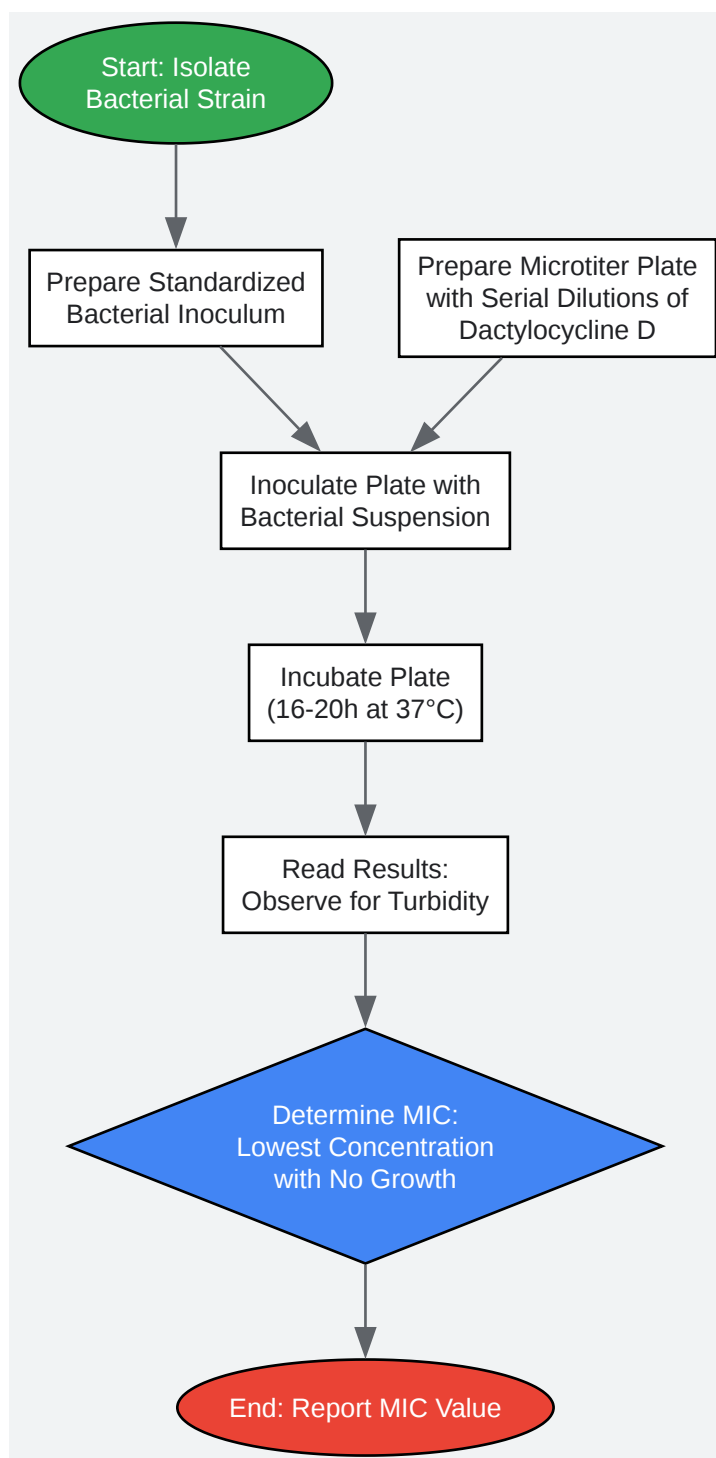 Start: Isolate
Bacterial Strain
Prepare Standardized
Bacterial Inoculum
Prepare Microtiter Plate
with Serial Dilutions of
Dactylocycline D
Inoculate Plate with
Bacterial Suspension
Incubate Plate
(16-20h at 37°C)
Read Results:
Observe for Turbidity
Determine MIC:
Lowest Concentration
with No Growth
End: Report MIC Value